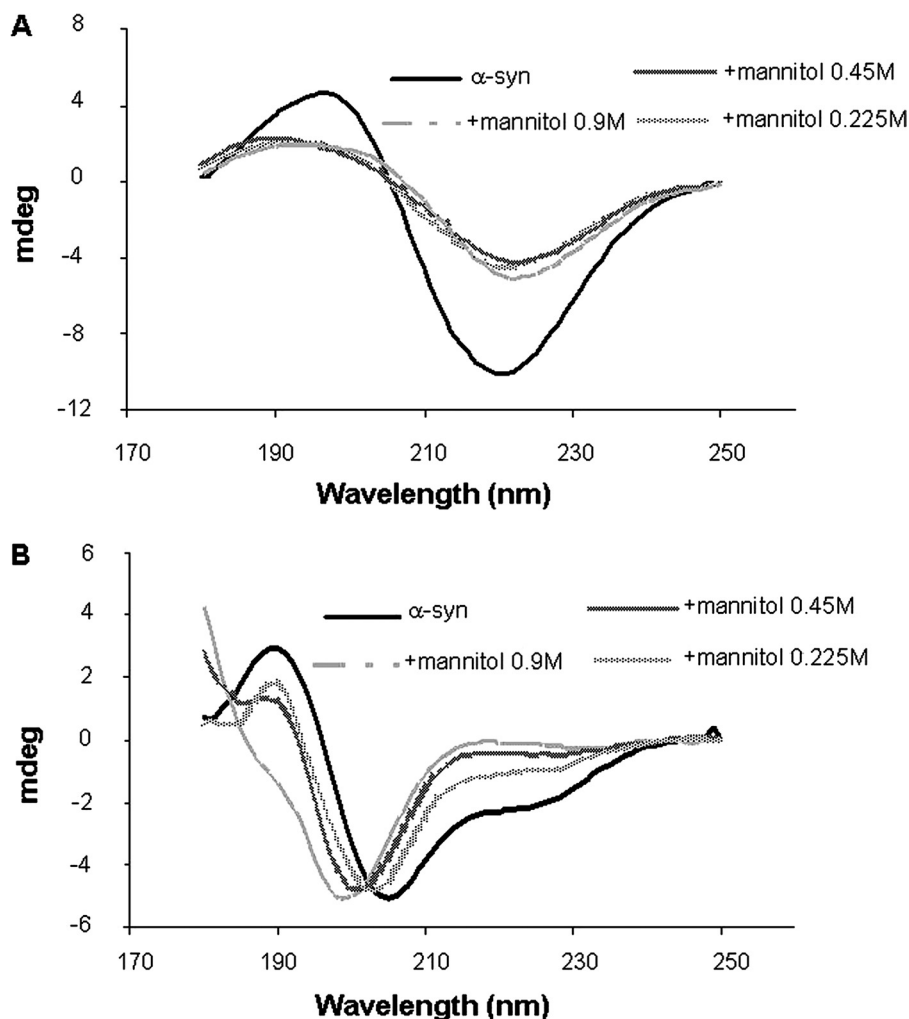 A
8
4
0
-4
-8
-12
mdeg
α-syn
+mannitol 0.45M
+mannitol 0.9M
+mannitol 0.225M
170 190 210 230 250
Wavelength (nm)
B
6
4
2
0
-2
-4
-6
mdeg
α-syn
+mannitol 0.45M
+mannitol 0.9M
+mannitol 0.225M
170 190 210 230 250
Wavelength (nm)